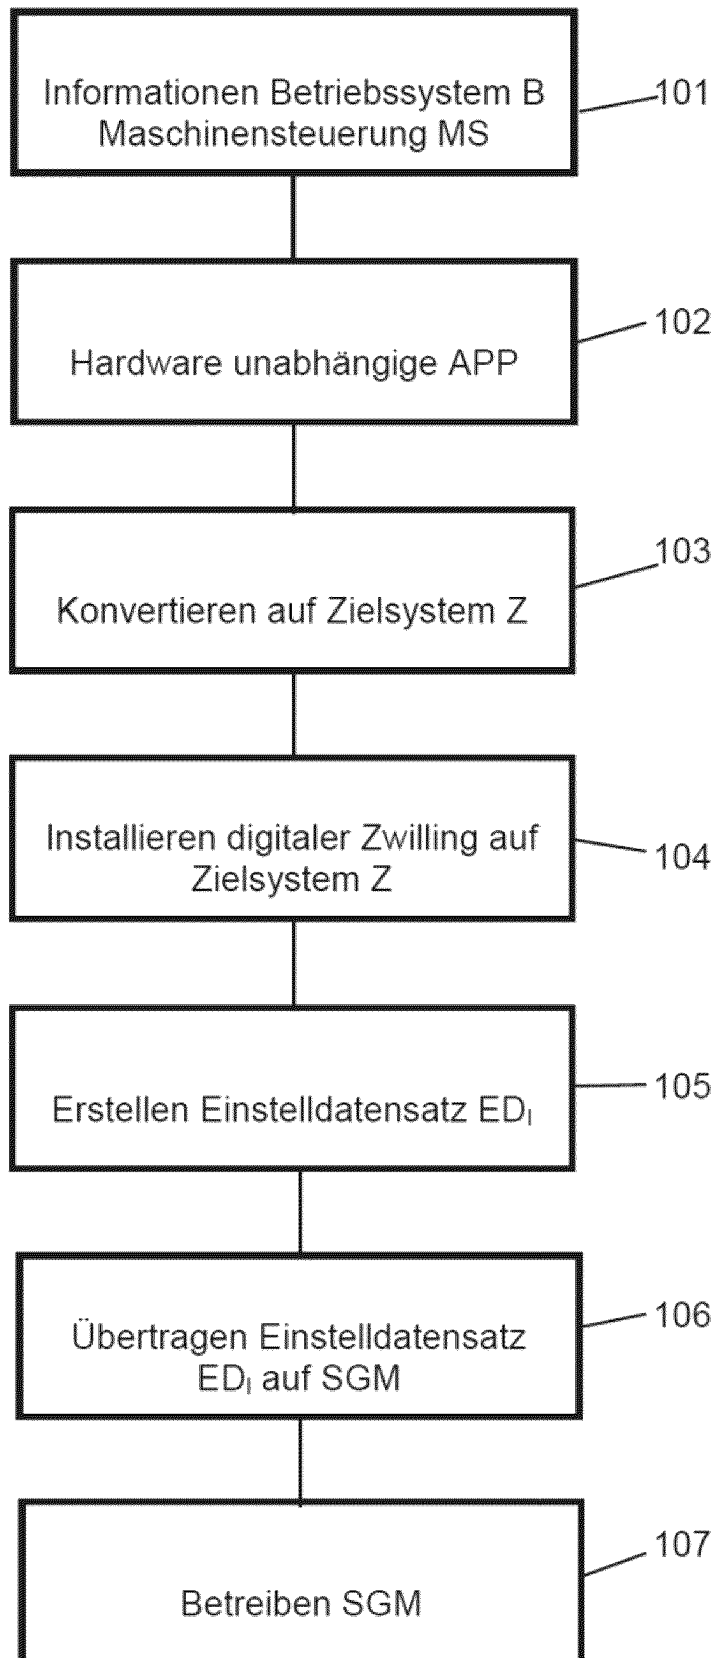 Informationen Betriebssystem B
Maschinensteuerung MS
101
Hardware unabhängige APP
102
Konvertieren auf Zielsystem Z
103
Installieren digitaler Zwilling auf
Zielsystem Z
104
Erstellen Einstelldatensatz EDI
105
Übertragen Einstelldatensatz
EDI auf SGM
106
Betreiben SGM
107